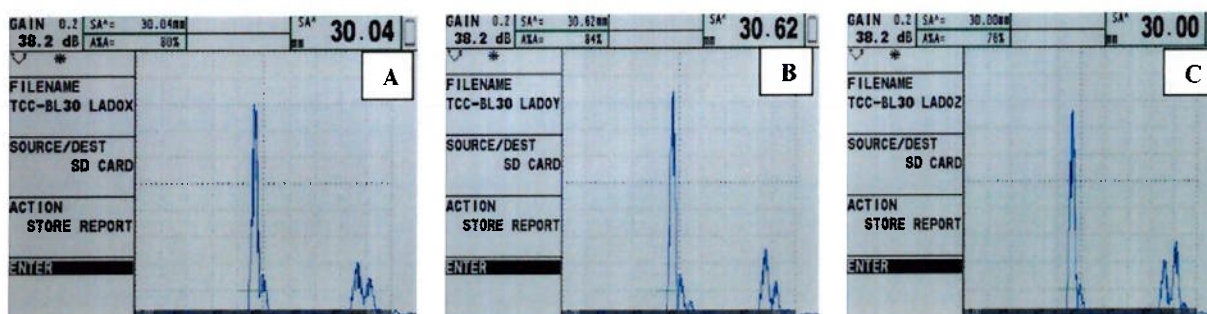 GAIN 0.2 SA^= 30.04mm SA^ 30.04
38.2 dB A%A= 80% mm
A
FILENAME
TCC-BL30 LADOX
SOURCE/DEST
SD CARD
ACTION
STORE REPORT
ENTER
GAIN 0.2 SA^= 30.62mm SA^ 30.62
38.2 dB A%A= 84% mm
B
FILENAME
TCC-BL30 LADOY
SOURCE/DEST
SD CARD
ACTION
STORE REPORT
ENTER
GAIN 0.2 SA^= 30.00mm SA^ 30.00
38.2 dB A%A= 78% mm
C
FILENAME
TCC-BL30 LADOZ
SOURCE/DEST
SD CARD
ACTION
STORE REPORT
ENTER